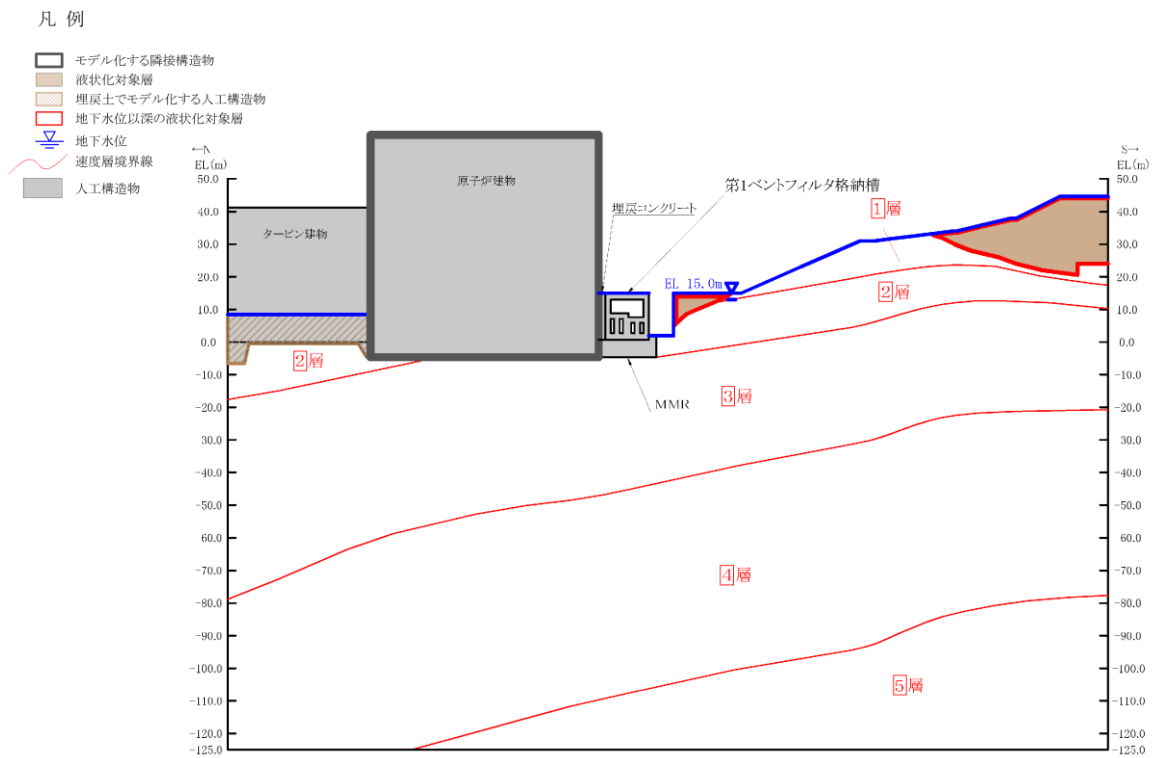 凡 例
モデル化する隣接構造物
液状化対象層
埋戻土でモデル化する人工構造物
地下水位以深の液状化対象層
地下水位
速度層境界線
人工構造物
←N
EL(m)
50.0
40.0
30.0
20.0
10.0
0.0
-10.0
-20.0
30.0
-40.0
-50.0
-60.0
-70.0
-80.0
-90.0
-100.0
-110.0
-120.0
-125.0
タービン建物
原子炉建物
第1ベントフィルタ格納槽
埋戻コンクリート
EL 15.0m
MMR
1層
2層
2層
3層
4層
5層
S→
EL(m)
50.0
40.0
30.0
20.0
10.0
0.0
-10.0
-20.0
30.0
-40.0
-50.0
-60.0
-70.0
-80.0
-90.0
-100.0
-110.0
-120.0
-125.0